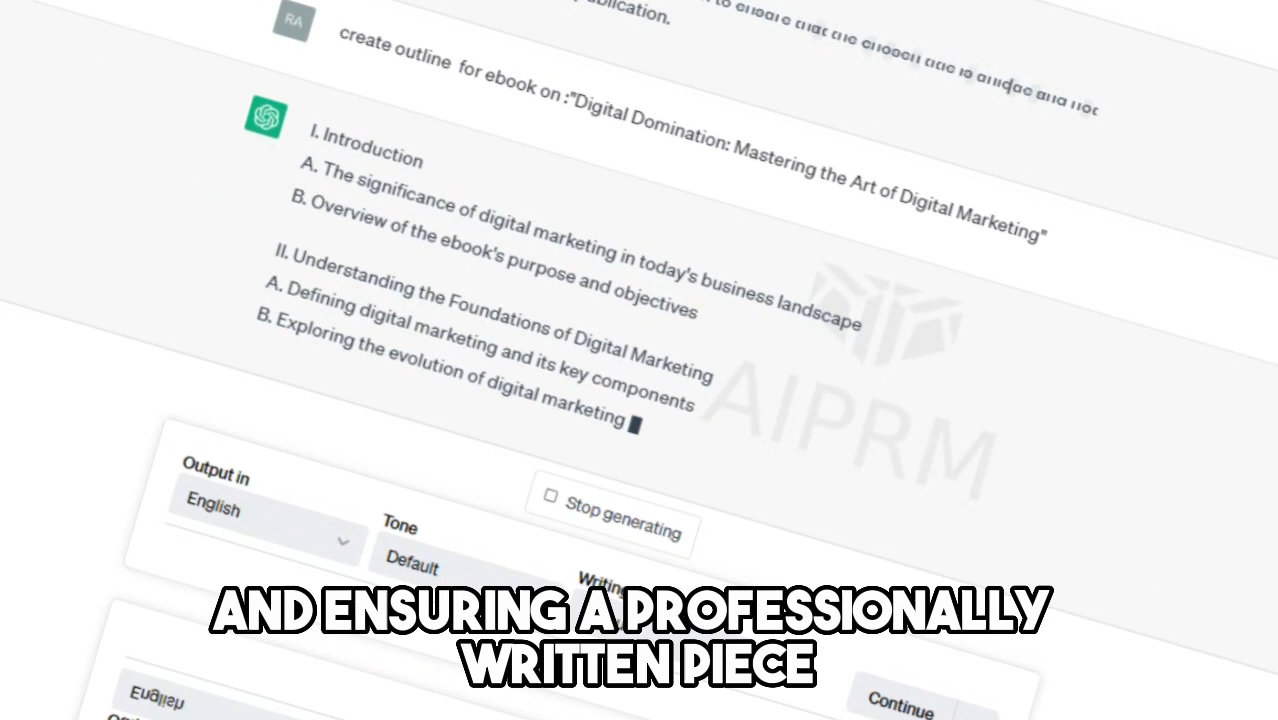 publication.
RA
create outline  for ebook on :"Digital Domination: Mastering the Art of Digital Marketing"
I. Introduction
A. The significance of digital marketing in today's business landscape
B. Overview of the ebook's purpose and objectives
II. Understanding the Foundations of Digital Marketing
A. Defining digital marketing and its key components
B. Exploring the evolution of digital marketing
AIPRM
Stop generating
Output in
English
Tone
Default
Writing
AND ENSURING A PROFESSIONALLY
WRITTEN PIECE
Continue
English